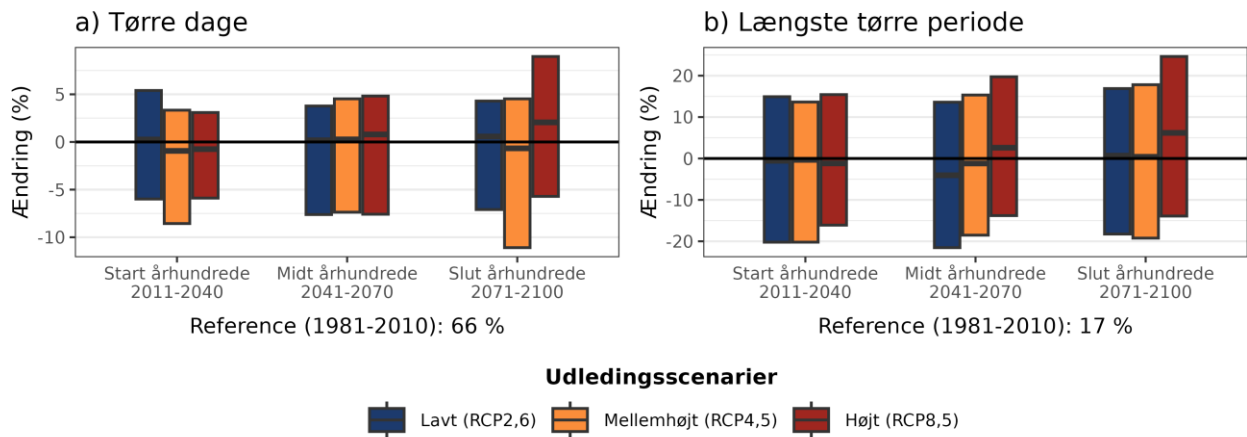 a) Tørre dage
Ændring (%)
5
0
-5
-10
Start århundrede
2011-2040
Midt århundrede
2041-2070
Slut århundrede
2071-2100
Reference (1981-2010): 66 %
b) Længste tørre periode
Ændring (%)
20
10
0
-10
-20
Start århundrede
2011-2040
Midt århundrede
2041-2070
Slut århundrede
2071-2100
Reference (1981-2010): 17 %
Udledingsscenarier
Lavt (RCP2,6)
Mellemhøjt (RCP4,5)
Højt (RCP8,5)